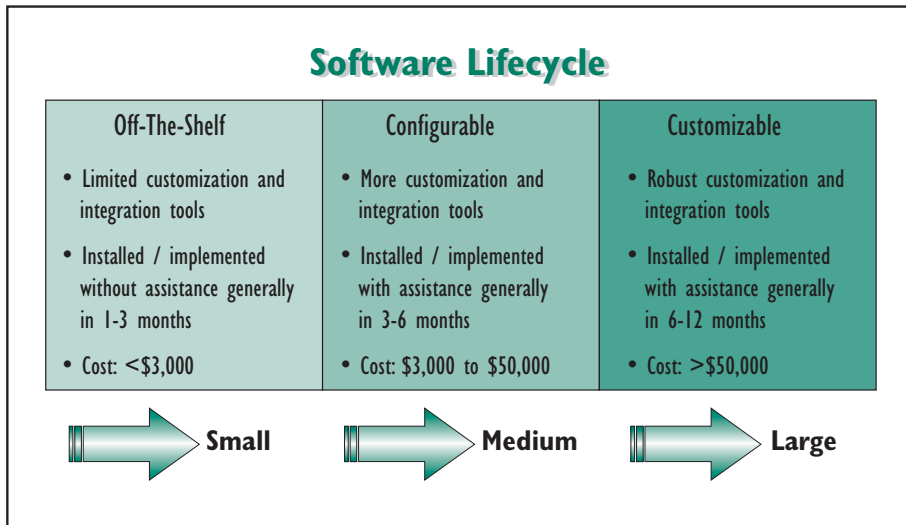 Software Lifecycle
Off-The-Shelf
• Limited customization and
integration tools
• Installed / implemented
without assistance generally
in 1-3 months
• Cost: <$3,000
Configurable
• More customization and
integration tools
• Installed / implemented
with assistance generally
in 3-6 months
• Cost: $3,000 to $50,000
Customizable
• Robust customization and
integration tools
• Installed / implemented
with assistance generally
in 6-12 months
• Cost: >$50,000
Small
Medium
Large